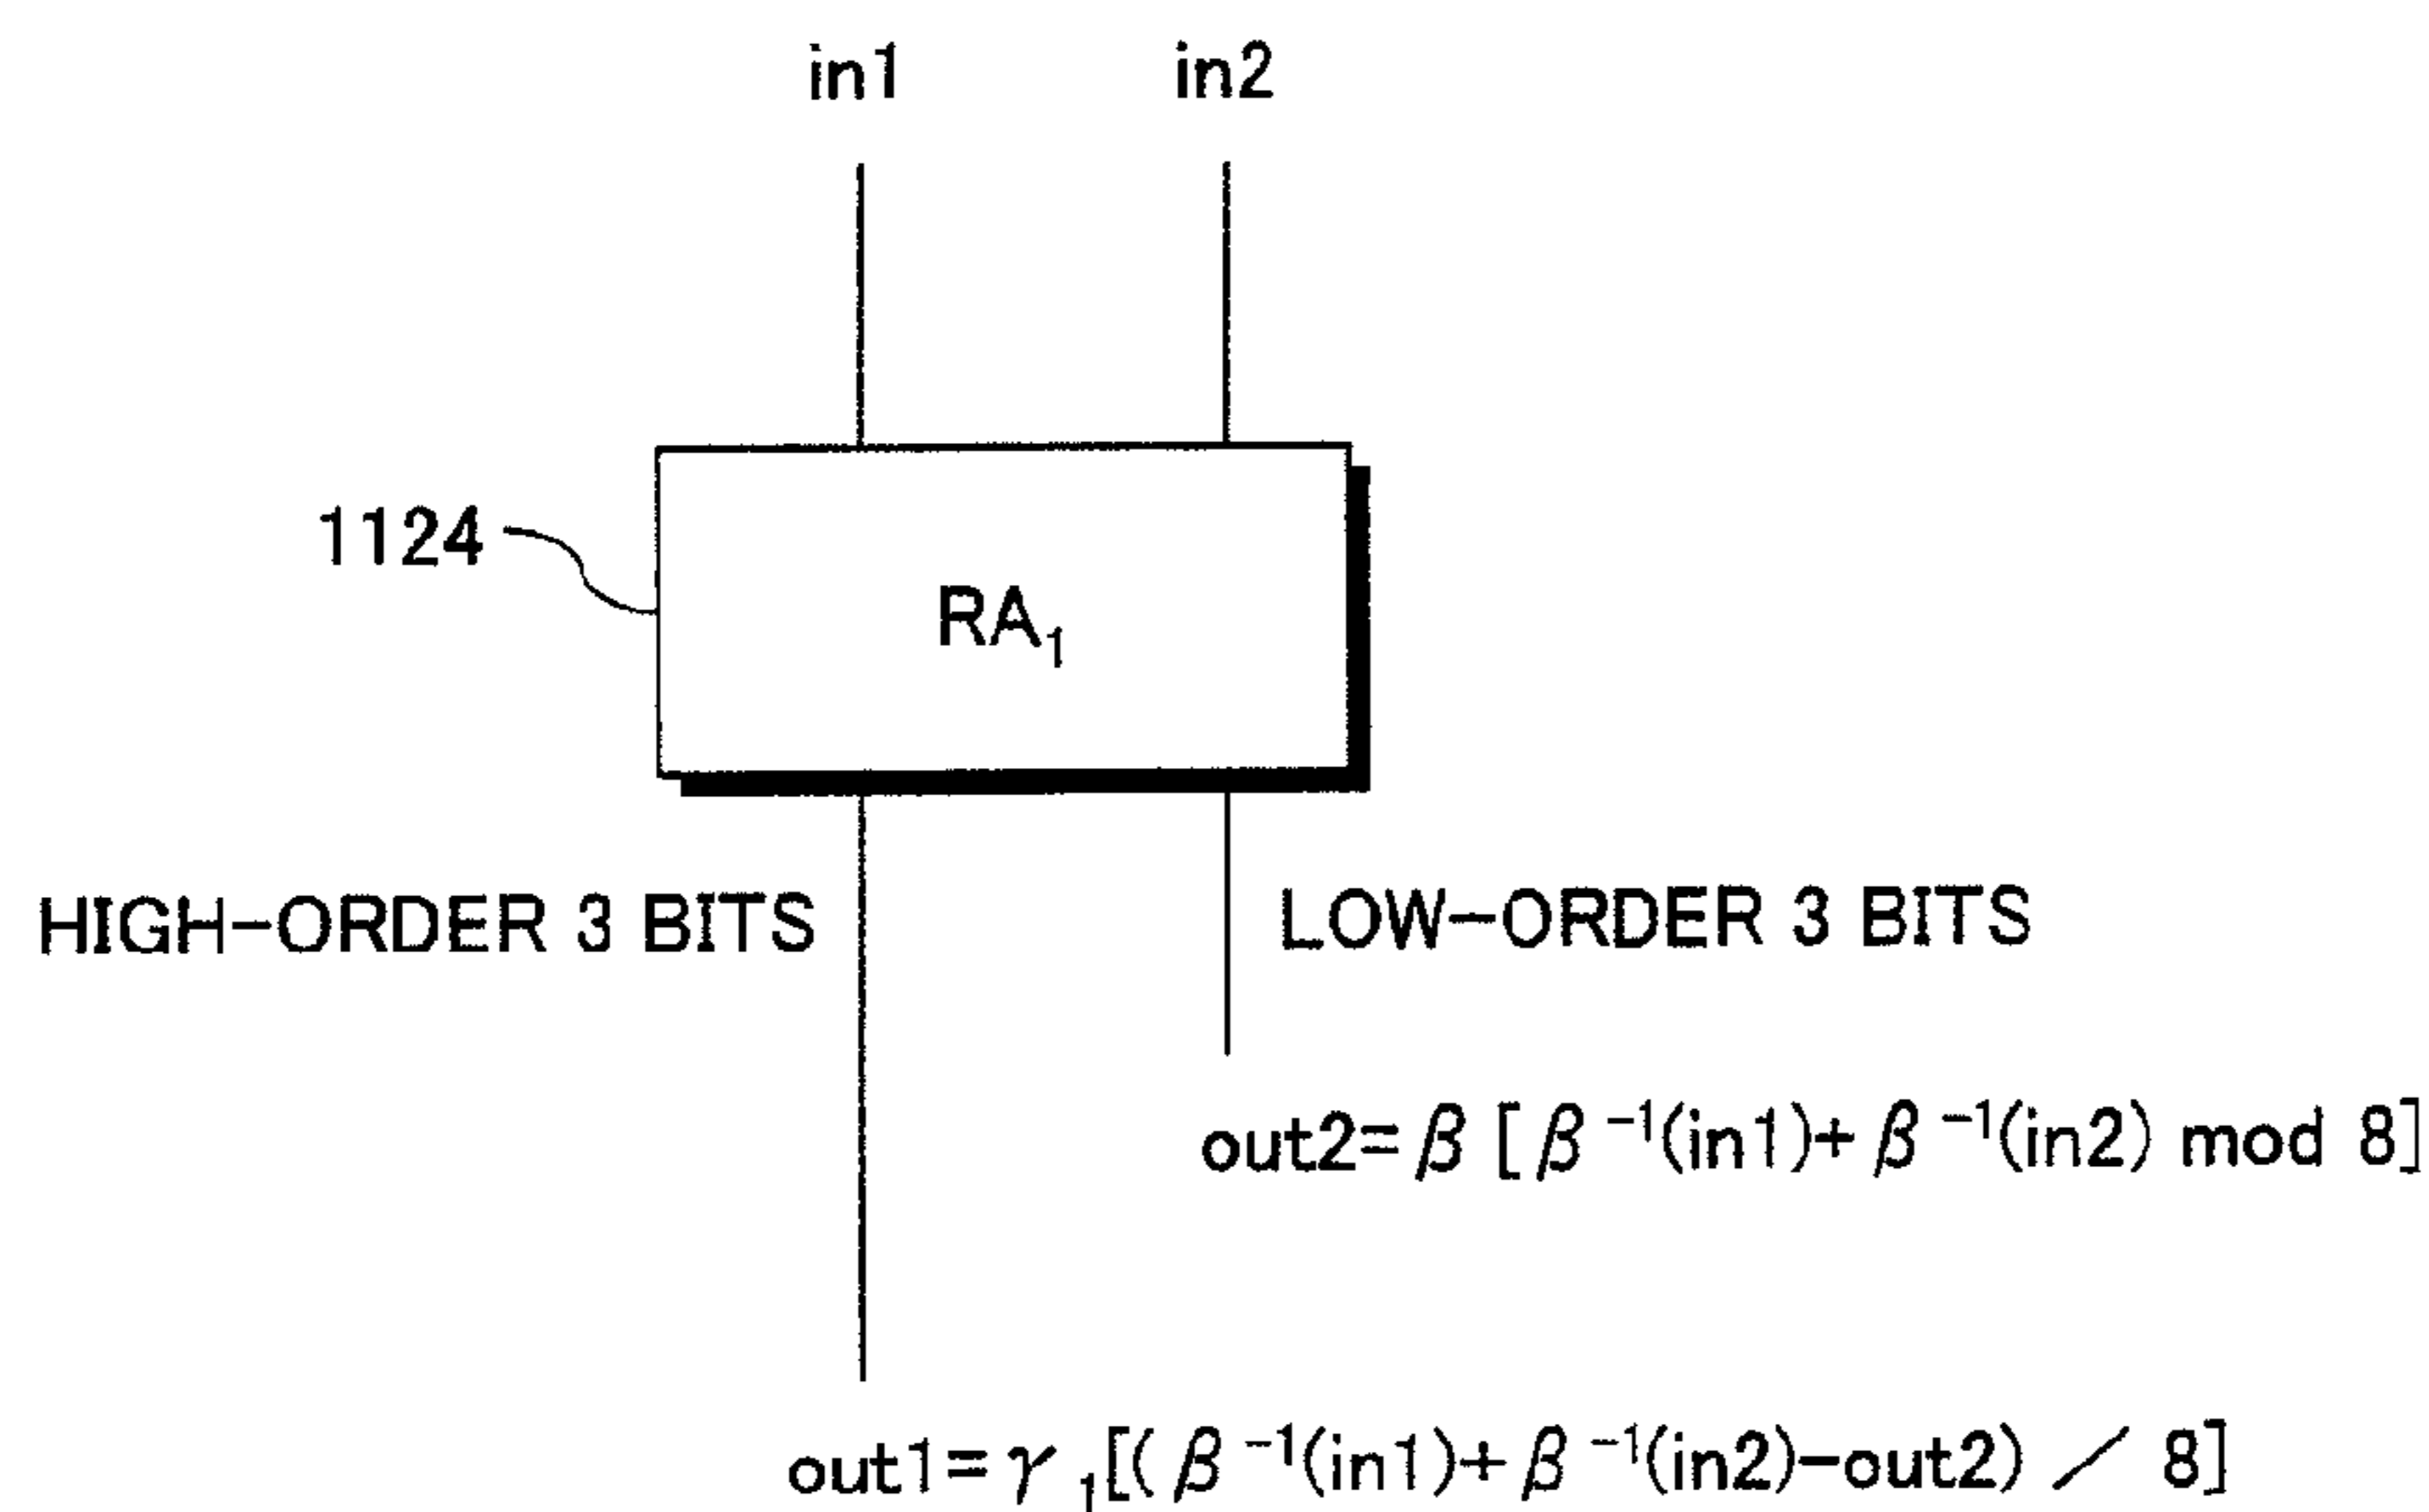 in1 in2
1124
RA₁
HIGH-ORDER 3 BITS LOW-ORDER 3 BITS
out2=β[β⁻¹(in1)+β⁻¹(in2) mod 8]
out1=γ₁[(β⁻¹(in1)+β⁻¹(in2)-out2)/8]